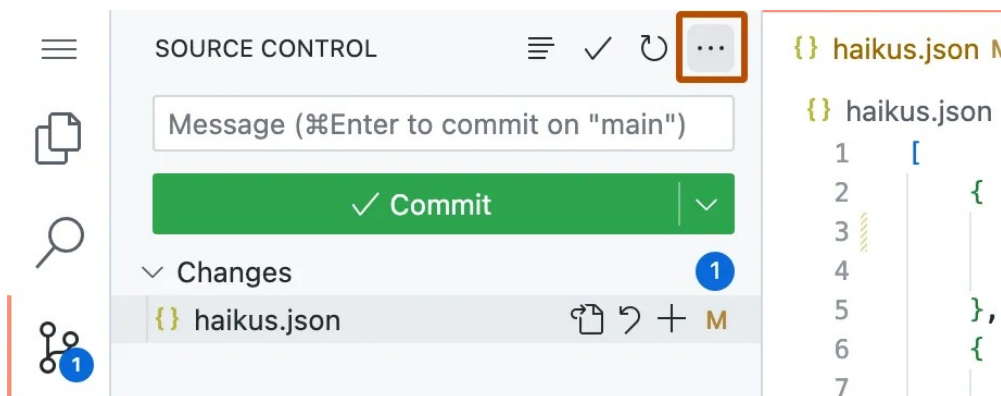 SOURCE CONTROL
Message (⌘Enter to commit on "main")
Commit
Changes 1
{} haikus.json M
1
{} haikus.json
{} haikus.json
1 [
2 {
3
4
5 },
6 {
7